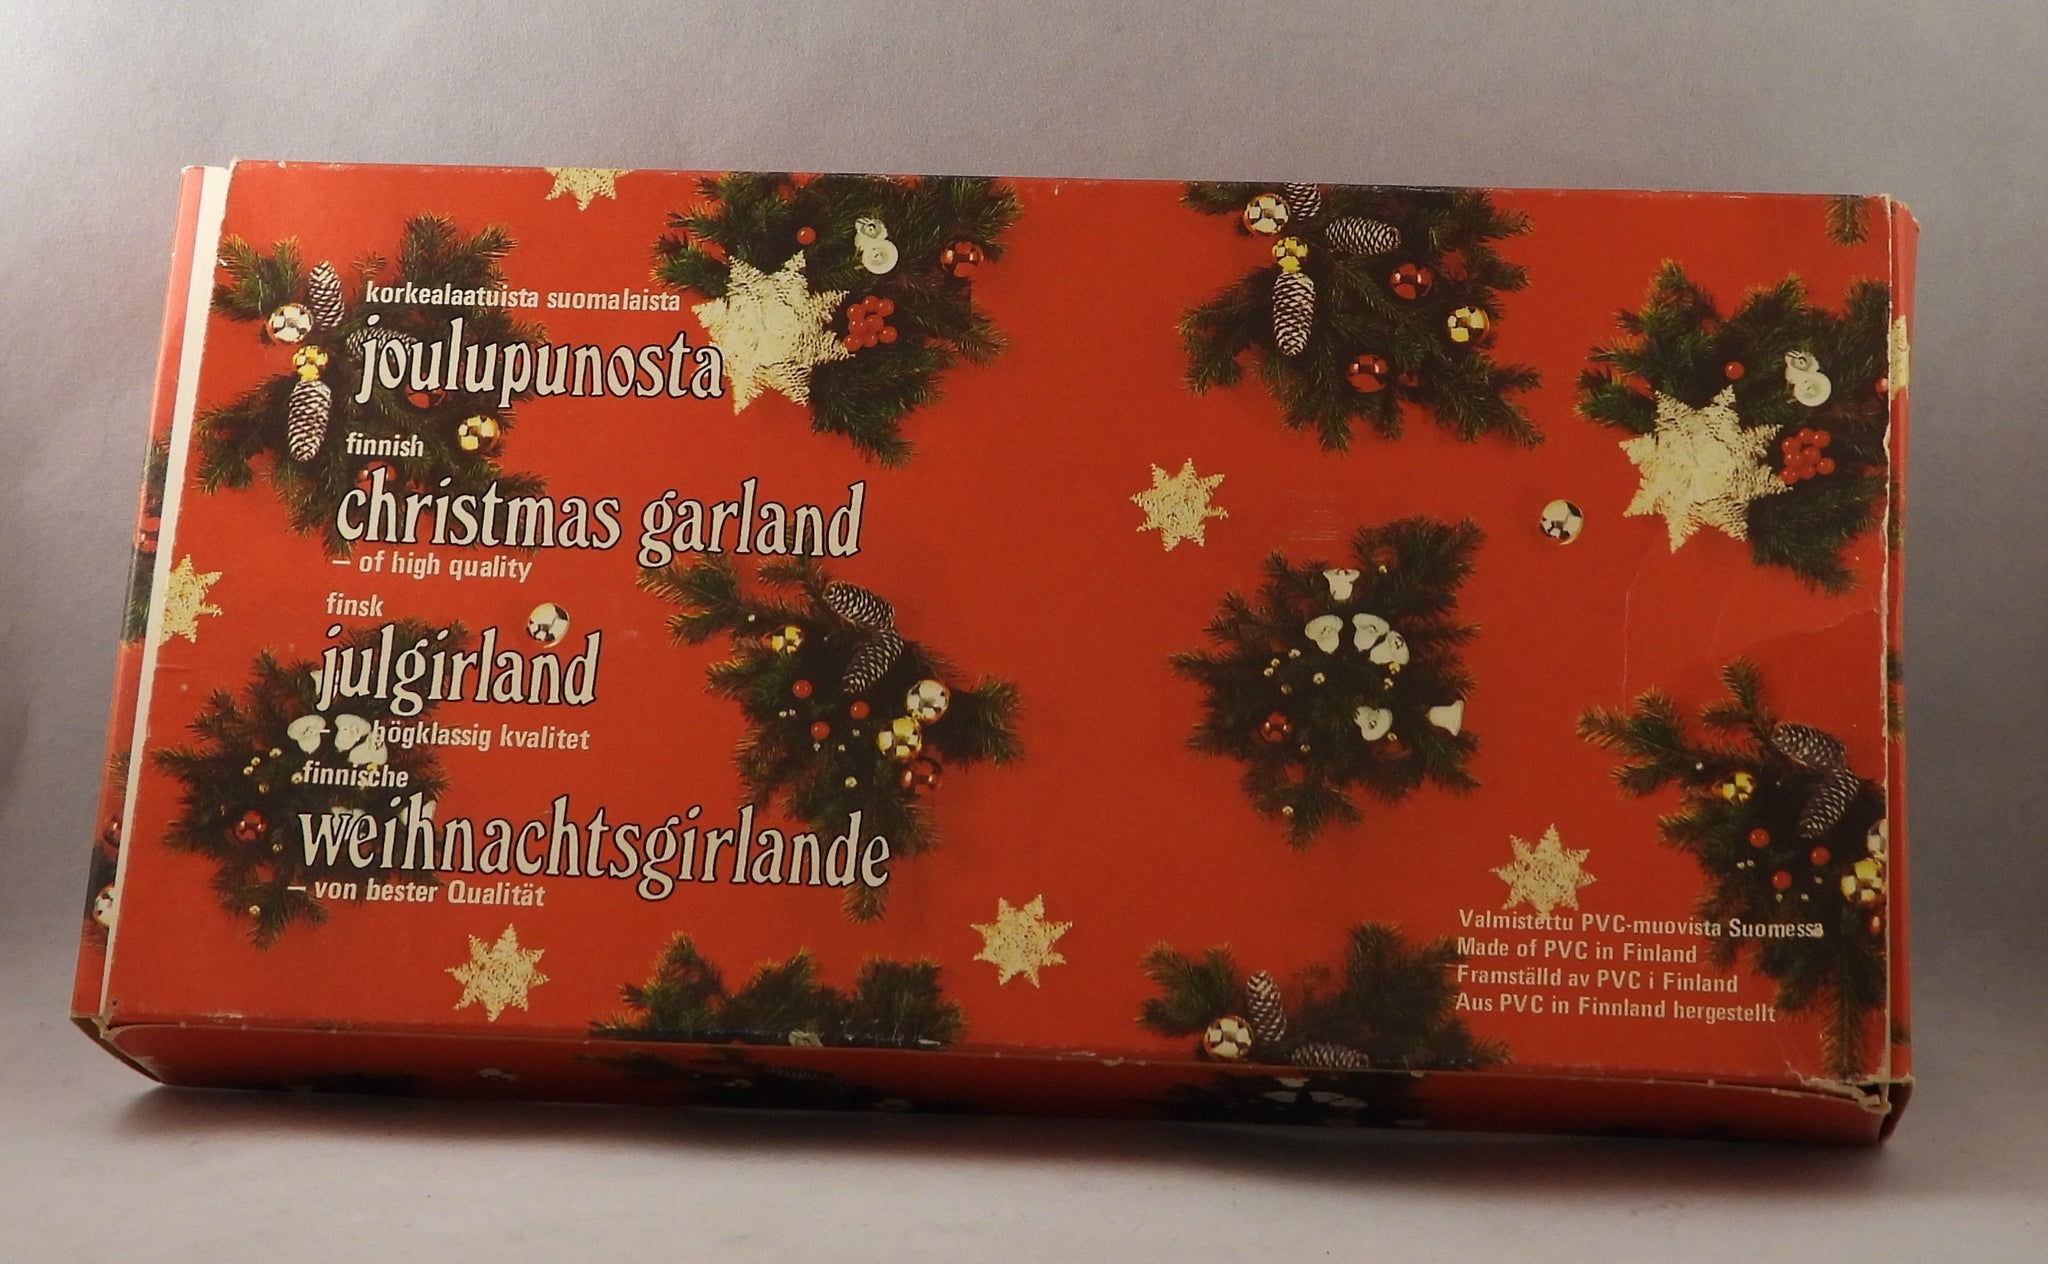 korkealaatuista suomalaista
joulupunosta
finnish
christmas garland
– of high quality
finsk
julgirland
– högklassig kvalitet
finnische
weihnachtsgirlande
– von bester Qualität
Valmistettu PVC-muovista Suomessa
Made of PVC in Finland
Framställd av PVC i Finland
Aus PVC in Finnland hergestellt